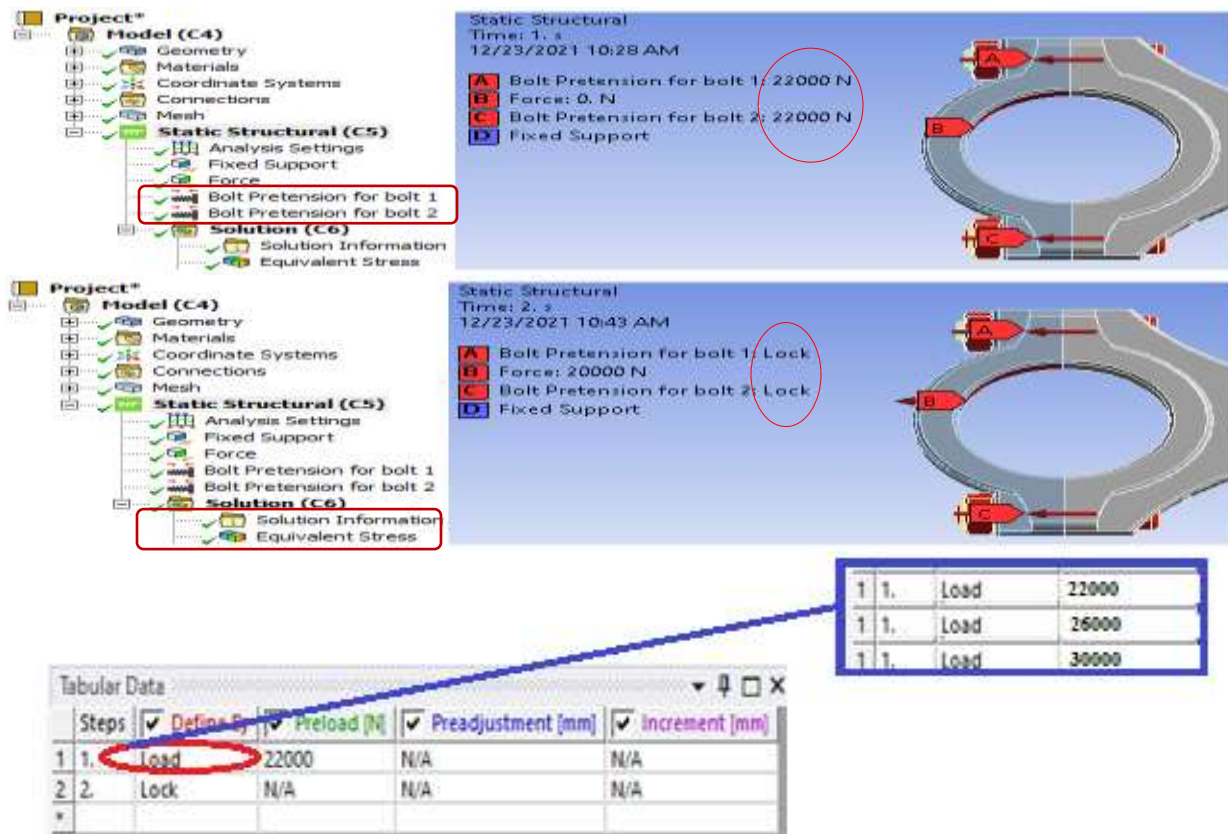 Project*
Model (C4)
Geometry
Materials
Coordinate Systems
Connections
Mesh
Static Structural (C5)
Analysis Settings
Fixed Support
Force
Bolt Pretension for bolt 1
Bolt Pretension for bolt 2
Solution (C6)
Solution Information
Equivalent Stress
Static Structural
Time: 1. s
12/23/2021 10:28 AM
A Bolt Pretension for bolt 1: 22000 N
B Force: 0. N
C Bolt Pretension for bolt 2: 22000 N
D Fixed Support
A
B
C
Project*
Model (C4)
Geometry
Materials
Coordinate Systems
Connections
Mesh
Static Structural (C5)
Analysis Settings
Fixed Support
Force
Bolt Pretension for bolt 1
Bolt Pretension for bolt 2
Solution (C6)
Solution Information
Equivalent Stress
Static Structural
Time: 2. s
12/23/2021 10:43 AM
A Bolt Pretension for bolt 1: Lock
B Force: 20000 N
C Bolt Pretension for bolt 2: Lock
D Fixed Support
A
B
C
1 1. Load 22000
1 1. Load 26000
1 1. Load 30000
Tabular Data
Steps Define By Preload [N] Preadjustment [mm] Increment [mm]
1 1. Load 22000 N/A N/A
2 2. Lock N/A N/A N/A
*